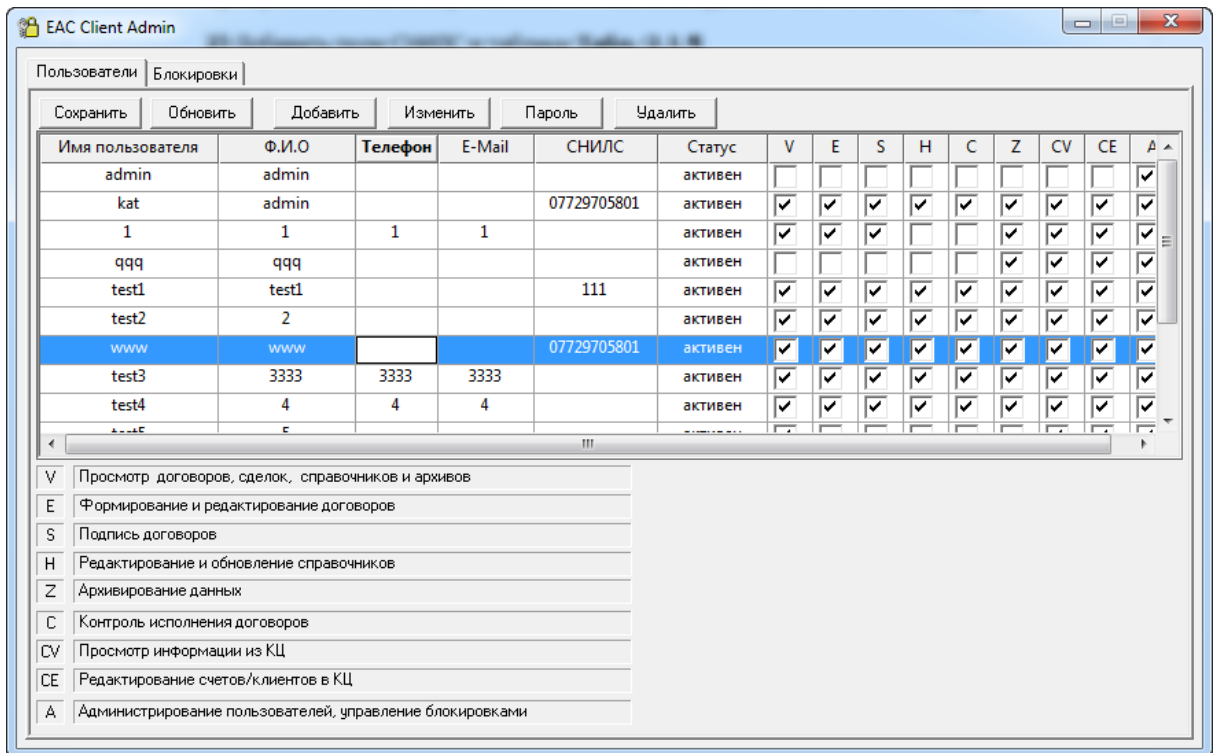 EAC Client Admin
Пользователи Блокировки
Сохранить Обновить Добавить Изменить Пароль Удалить
Имя пользователя Ф.И.О Телефон E-Mail СНИЛС Статус V E S H C Z CV CE A
admin admin активен
kat admin 07729705801 активен
1 1 1 1 активен
qqq qqq активен
test1 test1 111 активен
test2 2 активен
www www 07729705801 активен
test3 3333 3333 3333 активен
test4 4 4 4 активен
V Просмотр договоров, сделок, справочников и архивов
E Формирование и редактирование договоров
S Подпись договоров
H Редактирование и обновление справочников
Z Архивирование данных
C Контроль исполнения договоров
CV Просмотр информации из КЦ
CE Редактирование счетов/клиентов в КЦ
A Администрирование пользователей, управление блокировками